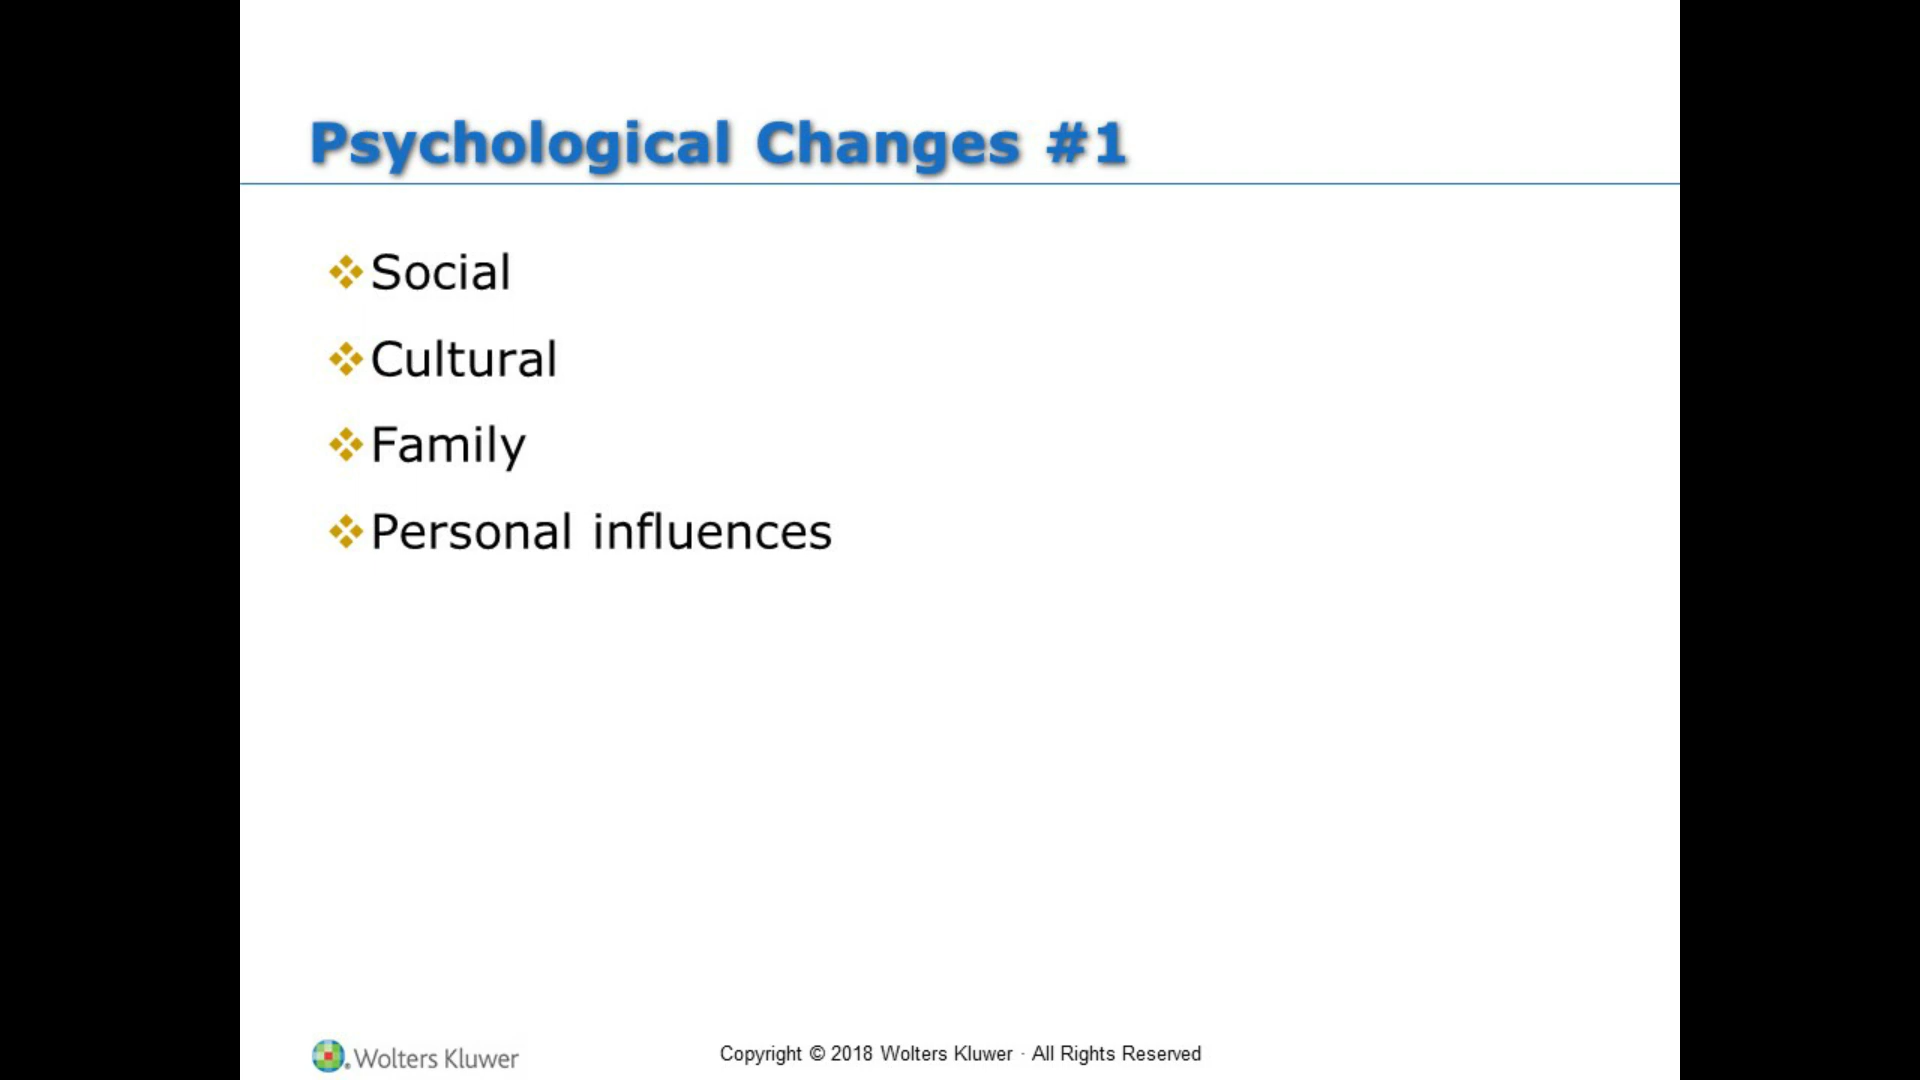 Psychological Changes #1
❖Social
❖Cultural
❖Family
❖Personal influences
Wolters Kluwer
Copyright © 2018 Wolters Kluwer · All Rights Reserved